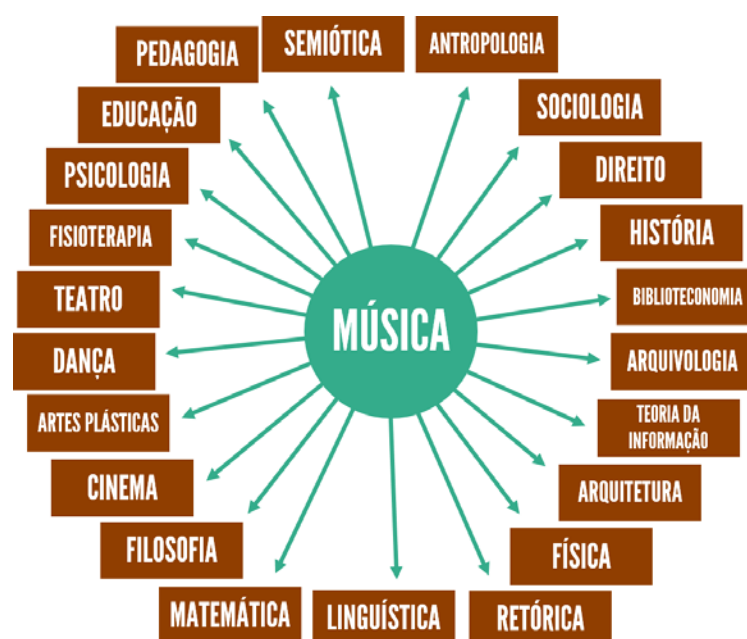 SEMIÓTICA
ANTROPOLOGIA
SOCIOLOGIA
DIREITO
HISTÓRIA
BIBLIOTECONOMIA
ARQUIVOLOGIA
TEORIA DA
INFORMAÇÃO
ARQUITETURA
FÍSICA
RETÓRICA
LINGUÍSTICA
MATEMÁTICA
FILOSOFIA
CINEMA
ARTES PLÁSTICAS
DANÇA
TEATRO
FISIOTERAPIA
PSICOLOGIA
EDUCAÇÃO
PEDAGOGIA
MÚSICA